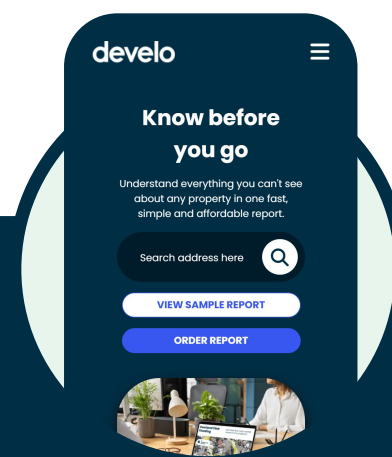 develo
Know before
you go
Understand everything you can't see
about any property in one fast,
simple and affordable report.
Search address here
VIEW SAMPLE REPORT
ORDER REPORT